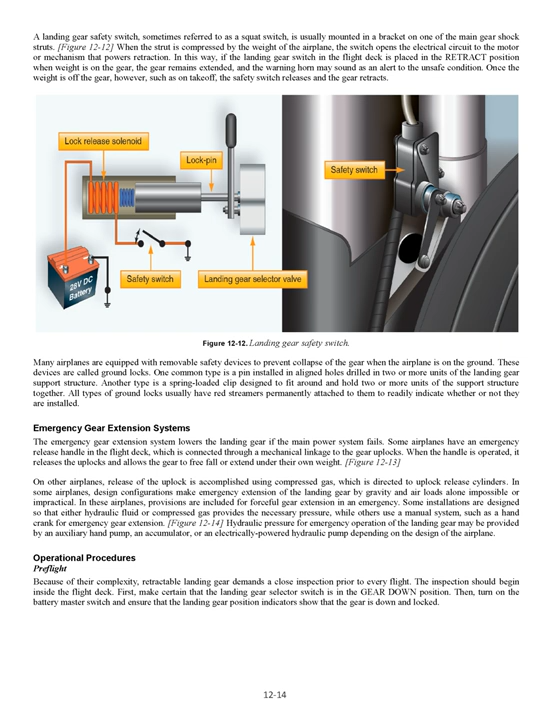 A landing gear safety switch, sometimes referred to as a squat switch, is usually mounted in a bracket on one of the main gear shock
struts. [Figure 12-12] When the strut is compressed by the weight of the airplane, the switch opens the electrical circuit to the motor
or mechanism that powers retraction. In this way, if the landing gear switch in the flight deck is placed in the RETRACT position
when weight is on the gear, the gear remains extended, and the warning horn may sound as an alert to the unsafe condition. Once the
weight is off the gear, however, such as on takeoff, the safety switch releases and the gear retracts.
Lock release solenoid
Lock-pin
Safety switch
28V DC
Battery
Safety switch
Landing gear selector valve
Figure 12-12. Landing gear safety switch.
Many airplanes are equipped with removable safety devices to prevent collapse of the gear when the airplane is on the ground. These
devices are called ground locks. One common type is a pin installed in aligned holes drilled in two or more units of the landing gear
support structure. Another type is a spring-loaded clip designed to fit around and hold two or more units of the support structure
together. All types of ground locks usually have red streamers permanently attached to them to readily indicate whether or not they
are installed.
Emergency Gear Extension Systems
The emergency gear extension system lowers the landing gear if the main power system fails. Some airplanes have an emergency
release handle in the flight deck, which is connected through a mechanical linkage to the gear uplocks. When the handle is operated, it
releases the uplocks and allows the gear to free fall or extend under their own weight. [Figure 12-13]
On other airplanes, release of the uplock is accomplished using compressed gas, which is directed to uplock release cylinders. In
some airplanes, design configurations make emergency extension of the landing gear by gravity and air loads alone impossible or
impractical. In these airplanes, provisions are included for forceful gear extension in an emergency. Some installations are designed
so that either hydraulic fluid or compressed gas provides the necessary pressure, while others use a manual system, such as a hand
crank for emergency gear extension. [Figure 12-14] Hydraulic pressure for emergency operation of the landing gear may be provided
by an auxiliary hand pump, an accumulator, or an electrically-powered hydraulic pump depending on the design of the airplane.
Operational Procedures
Preflight
Because of their complexity, retractable landing gear demands a close inspection prior to every flight. The inspection should begin
inside the flight deck. First, make certain that the landing gear selector switch is in the GEAR DOWN position. Then, turn on the
battery master switch and ensure that the landing gear position indicators show that the gear is down and locked.
12-14